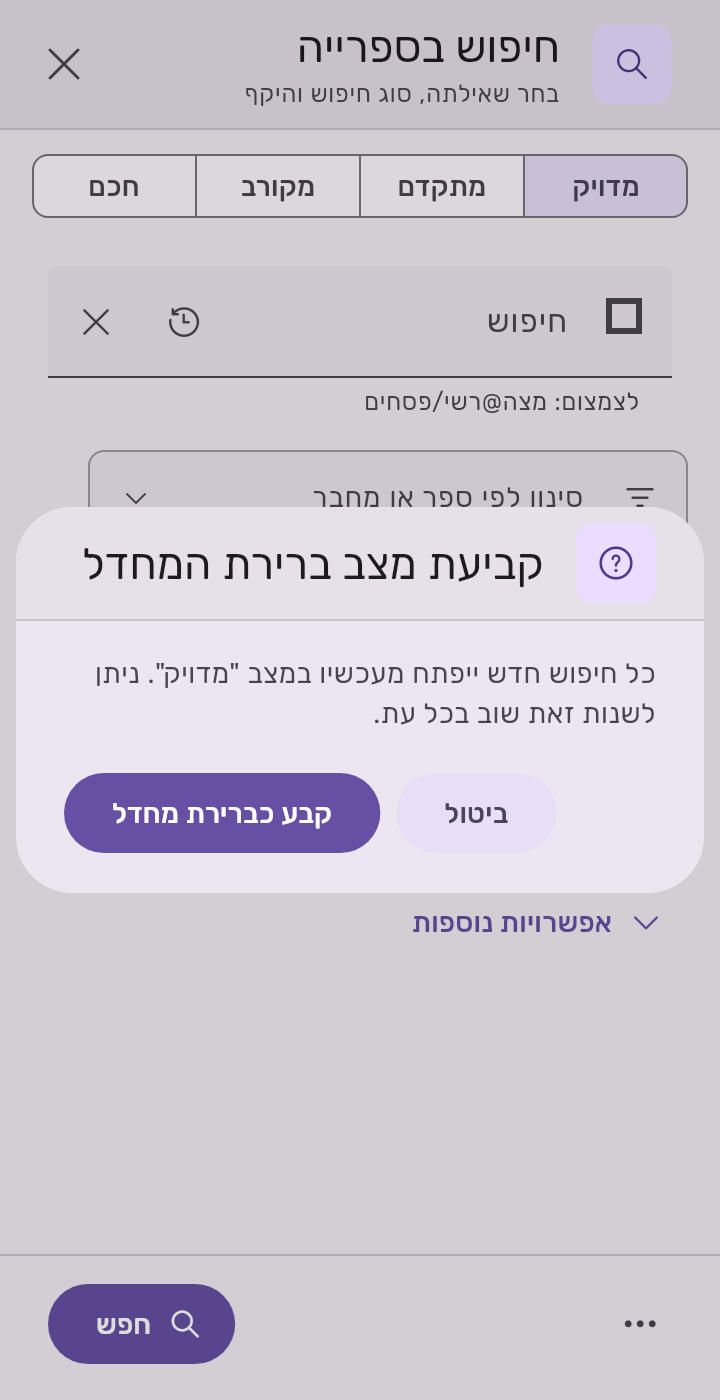 חיפוש בספרייה
בחר שאילתה, סוג חיפוש והיקף
מדויק
מתקדם
מקורב
חכם
חיפוש
לצמצום: מצה@רשי/פסחים
סינון לפי ספר או מחבר
קביעת מצב ברירת המחדל
כל חיפוש חדש ייפתח מעכשיו במצב "מדויק". ניתן
לשנות זאת שוב בכל עת.
ביטול
קבע כברירת מחדל
אפשרויות נוספות
חפש